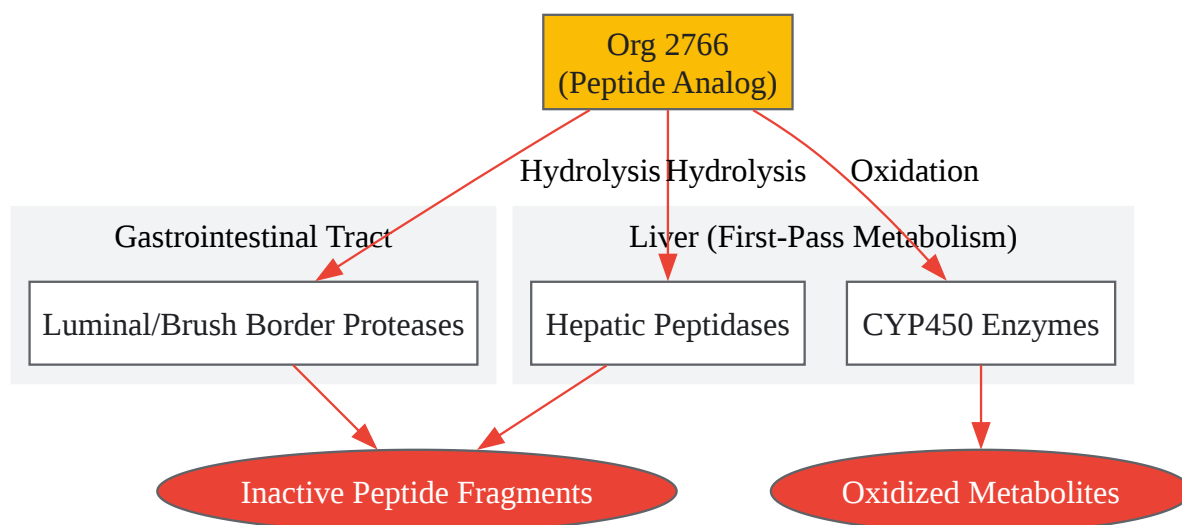 Org 2766
(Peptide Analog)
Hydrolysis
Hydrolysis
Oxidation
Gastrointestinal Tract
Liver (First-Pass Metabolism)
Luminal/Brush Border Proteases
Hepatic Peptidases
CYP450 Enzymes
Inactive Peptide Fragments
Oxidized Metabolites